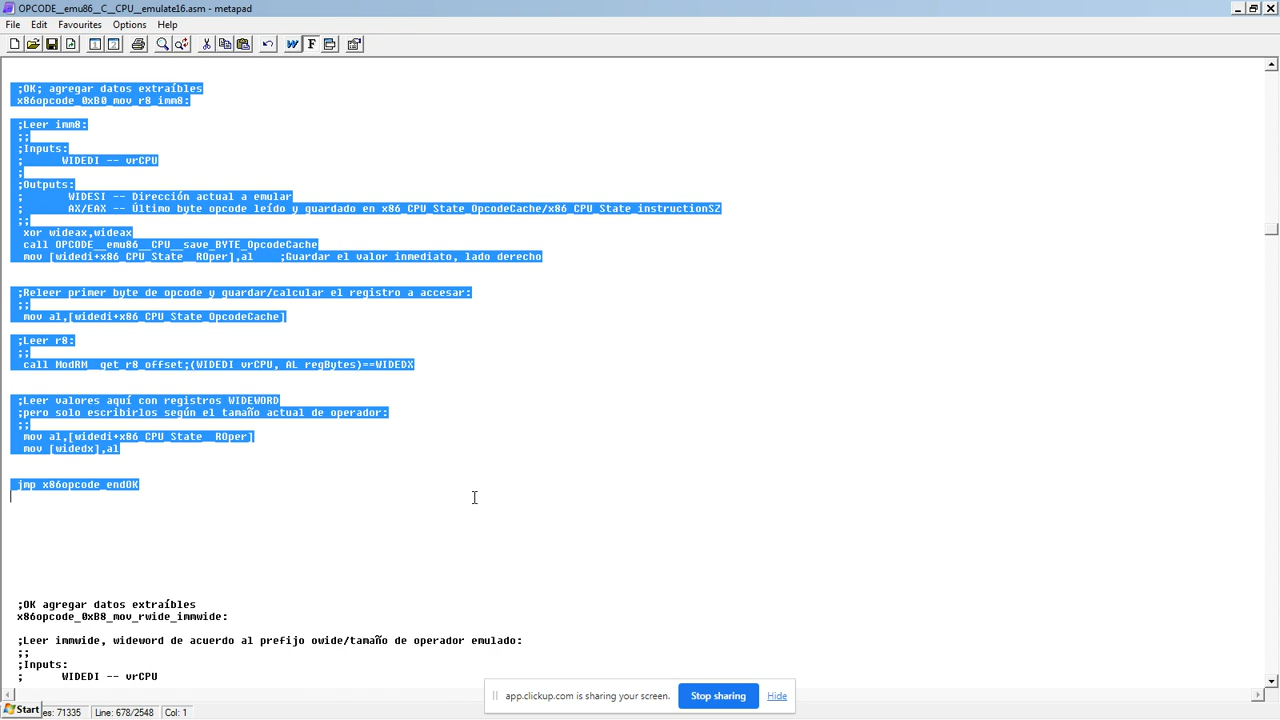 OPCODE__emu86__C__CPU__emulate16.asm - metapad
File Edit Favourites Options Help
;OK; agregar datos extraíbles
x86opcode_0xB0_mov_r8_imm8:
;Leer imm8:
;;
;Inputs:
; WIDEDI -- vrCPU
;
;Outputs:
; WIDESI -- Dirección actual a emular
; AX/EAX -- Último byte opcode leído y guardado en x86_CPU_State_OpcodeCache/x86_CPU_State_instructionSZ
;;
xor wideax,wideax
call OPCODE__emu86__CPU__save_BYTE_OpcodeCache
mov [widedi+x86_CPU_State__ROper],al ;Guardar el valor inmediato, lado derecho
;Releer primer byte de opcode y guardar/calcular el registro a accesar:
;;
mov al,[widedi+x86_CPU_State_OpcodeCache]
;Leer r8:
;;
call ModRM__get_r8_offset;(WIDEDI vrCPU, AL regBytes)==WIDEDX
;Leer valores aquí con registros WIDEWORD
;pero solo escribirlos según el tamaño actual de operador:
;;
mov al,[widedi+x86_CPU_State__ROper]
mov [widedx],al
jmp x86opcode_endOK
;OK agregar datos extraíbles
x86opcode_0xB8_mov_rwide_immwide:
;Leer immwide, wideword de acuerdo al prefijo owide/tamaño de operador emulado:
;;
;Inputs:
; WIDEDI -- vrCPU
app.clickup.com is sharing your screen. Stop sharing Hide
Start es: 71335 Line: 678/2548 Col: 1